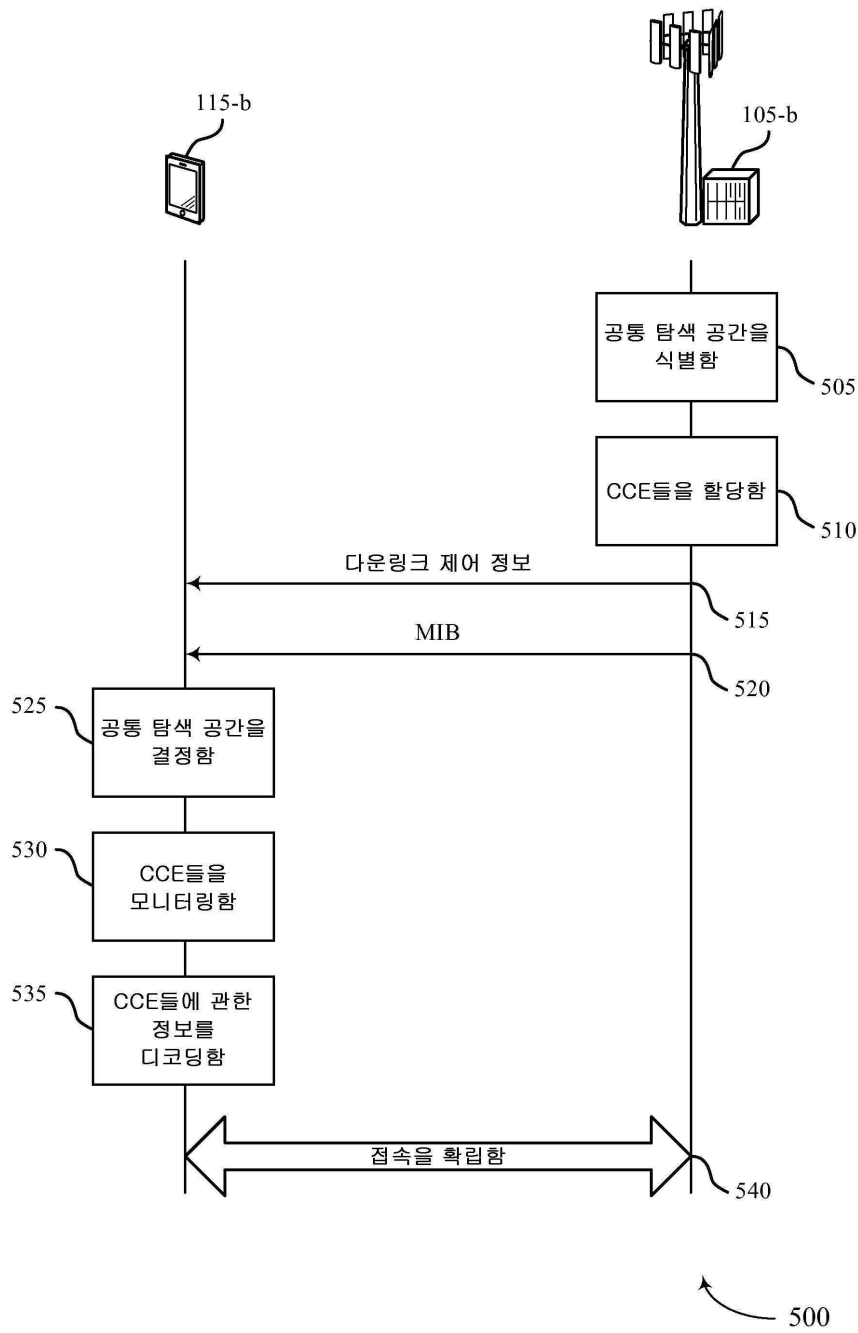 115-b
105-b
공통 탐색 공간을
식별함
505
CCE들을 할당함
510
다운링크 제어 정보
515
MIB
520
525
공통 탐색 공간을
결정함
530
CCE들을
모니터링함
535
CCE들에 관한
정보를
디코딩함
접속을 확립함
540
500